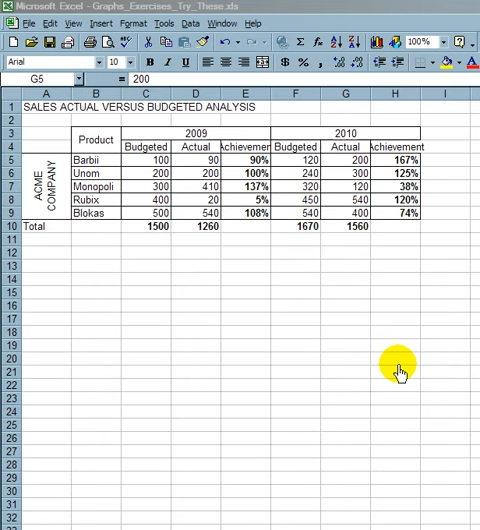 Microsoft Excel - Graphs_Exercises_Try_These.xls
File Edit View Insert Format Tools Data Window Help
100%
Arial 10 B I U $ % ,
G5 = 200
A B C D E F G H I
1 SALES ACTUAL VERSUS BUDGETED ANALYSIS
2
3 Product 2009 2010
4 Budgeted Actual Achievement Budgeted Actual Achievement
ACME COMPANY
5 Barbii 100 90 90% 120 200 167%
6 Unom 200 200 100% 240 300 125%
7 Monopoli 300 410 137% 320 120 38%
8 Rubix 400 20 5% 450 540 120%
9 Blokas 500 540 108% 540 400 74%
10 Total 1500 1260 1670 1560
11
12
13
14
15
16
17
18
19
20
21
22
23
24
25
26
27
28
29
30
31
32
33